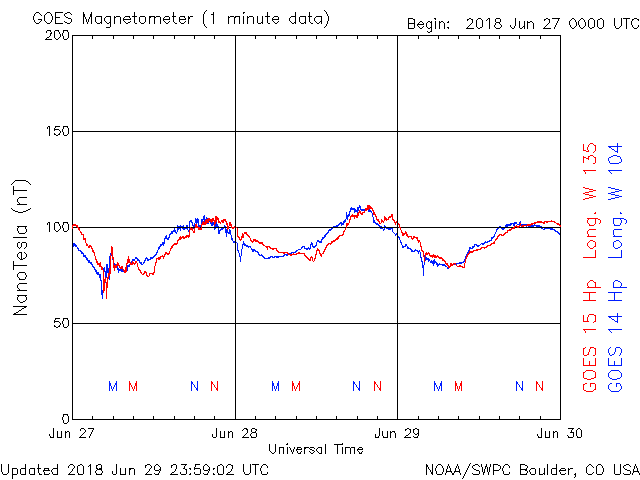 GOES Magnetometer (1 minute data)
Begin: 2018 Jun 27 0000 UTC
200
150
100
50
0
NanoTesla (nT)
M M N N M M N N M M N N
Jun 27 Jun 28 Jun 29 Jun 30
Universal Time
GOES 15 Hp Long. W 135
GOES 14 Hp Long. W 104
Updated 2018 Jun 29 23:59:02 UTC
NOAA/SWPC Boulder, CO USA